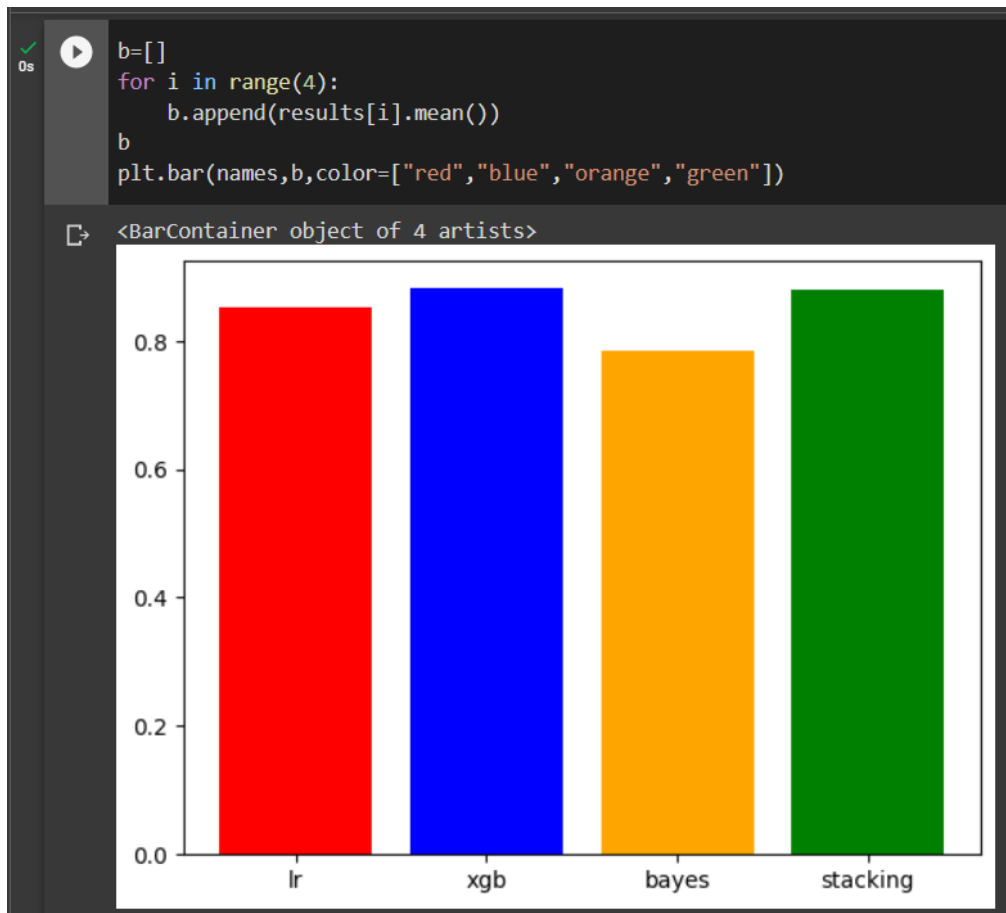 0s
b=[]
for i in range(4):
    b.append(results[i].mean())
b
plt.bar(names,b,color=["red","blue","orange","green"])
<BarContainer object of 4 artists>
0.8
0.6
0.4
0.2
0.0
lr xgb bayes stacking